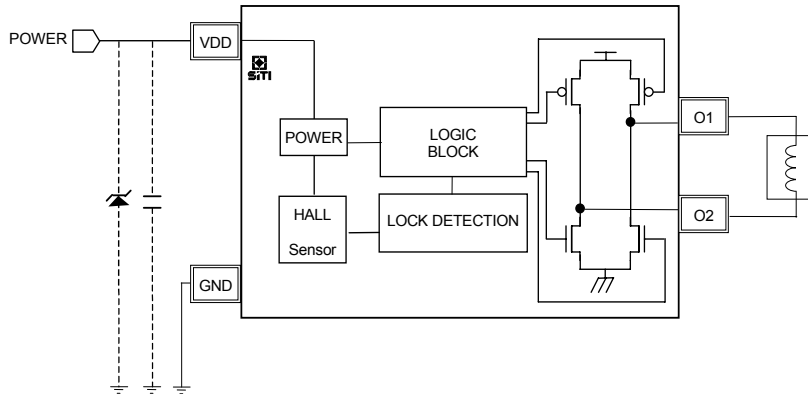 POWER
VDD
SiTI
POWER
LOGIC
BLOCK
HALL
Sensor
LOCK DETECTION
O1
O2
GND